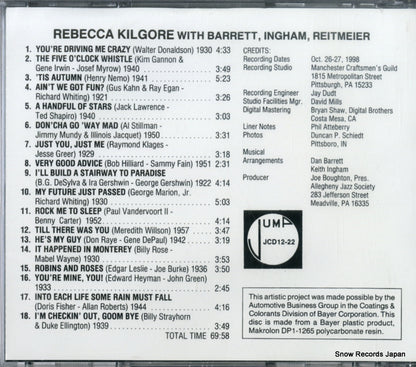 REBECCA KILGORE WITH BARRETT, INGHAM, REITMEIER
1. YOU'RE DRIVING ME CRAZY (Walter Donaldson) 1930 4:33
2. THE FIVE O'CLOCK WHISTLE (Kim Gannon &
Gene Irwin - Josef Myrow) 1940 3:49
3. 'TIS AUTUMN (Henry Nemo) 1941 5:23
4. AIN'T WE GOT FUN? (Gus Kahn & Ray Egan -
Richard Whiting) 1921 3:26
5. A HANDFUL OF STARS (Jack Lawrence -
Ted Shapiro) 1940 3:03
6. DON'CHA GO 'WAY MAD (Al Stillman -
Jimmy Mundy & Illinois Jacquet) 1950 3:31
7. JUST YOU, JUST ME (Raymond Klages -
Jesse Greer) 1929 3:18
8. VERY GOOD ADVICE (Bob Hilliard - Sammy Fain) 1951 2:31
9. I'LL BUILD A STAIRWAY TO PARADISE
(B.G. DeSylva & Ira Gershwin - George Gershwin) 1922 4:14
10. MY FUTURE JUST PASSED (George Marion, Jr.
Richard Whiting) 1930 5:03
11. ROCK ME TO SLEEP (Paul Vandervoort II -
Benny Carter) 1952 4:14
12. TILL THERE WAS YOU (Meredith Willson) 1957 4:47
13. HE'S MY GUY (Don Raye - Gene DePaul) 1942 4:19
14. IT HAPPENED IN MONTEREY (Billy Rose -
Mabel Wayne) 1930 3:53
15. ROBINS AND ROSES (Edgar Leslie - Joe Burke) 1936 3:50
16. YOU'RE MINE, YOU! (Edward Heyman - John Green)
1933 2:45
17. INTO EACH LIFE SOME RAIN MUST FALL
(Doris Fisher - Allan Roberts) 1944 4:16
18. I'M CHECKIN' OUT, GOOM BYE (Billy Strayhorn
& Duke Ellington) 1939 3:49
TOTAL TIME 69:58
CREDITS:
Recording Dates Oct. 26-27, 1998
Recording Studio Manchester Craftsmen's Guild
1815 Metropolitan Street
Pittsburgh, PA 15233
Recording Engineer Jay Dudt
Studio Facilities Mgr. David Mills
Digital Mastering Bryan Shaw, Digital Brothers
Costa Mesa, CA
Liner Notes Phil Atteberry
Photos Duncan P. Schiedt
Pittsboro, IN
Musical
Arrangements Dan Barrett
Keith Ingham
Producer Joe Boughton, Pres.
Allegheny Jazz Society
283 Jefferson Street
Meadville, PA 16335
JUMP
JCD12-22
This artistic project was made possible by the
Automotive Business Group in the Coatings &
Colorants Division of Bayer Corporation. This
disc is made from a Bayer plastic product,
Makrolon DP1-1265 polycarbonate resin.
Snow Records Japan